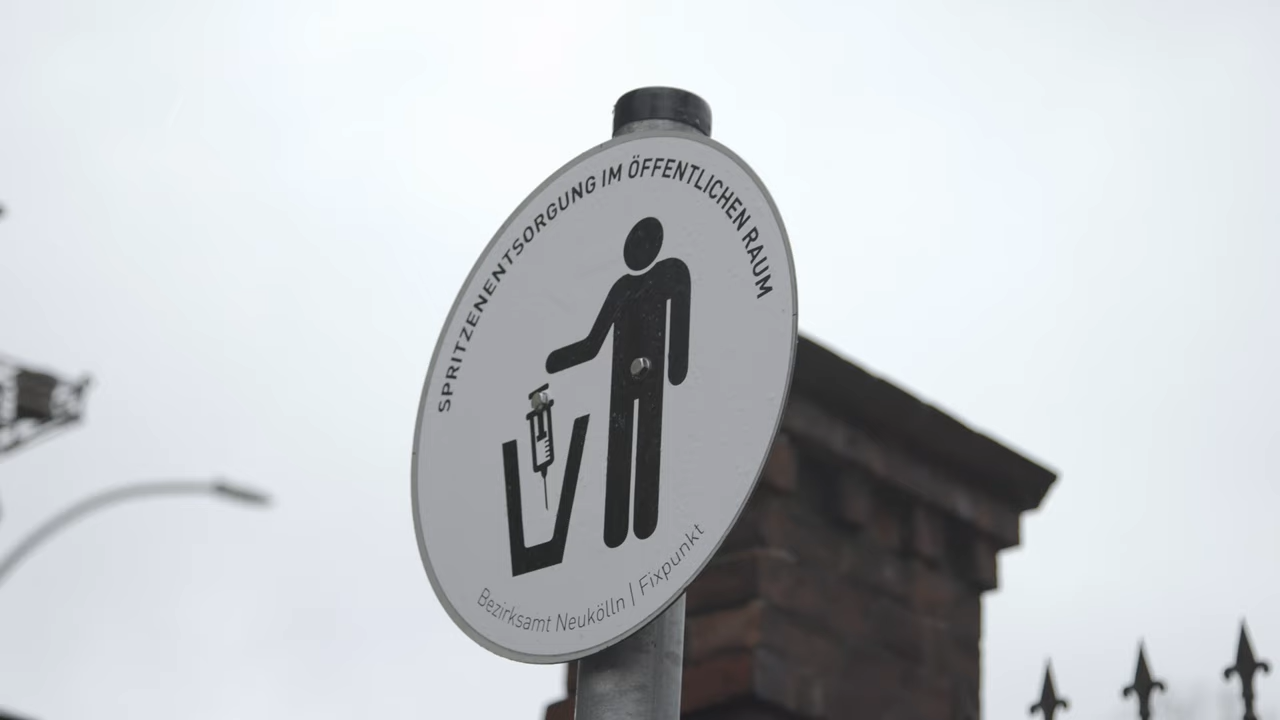 SPRITZENENTSORGUNG IM ÖFFENTLICHEN RAUM
Bezirksamt Neukölln | Fixpunkt